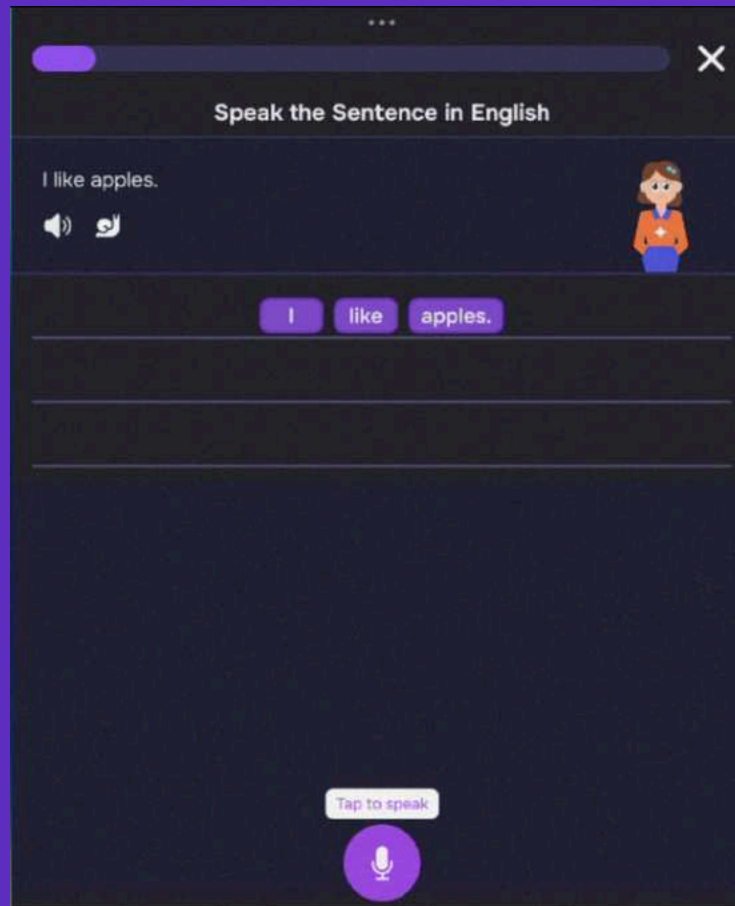 Speak the Sentence in English
I like apples.
I like apples.
Tap to speak